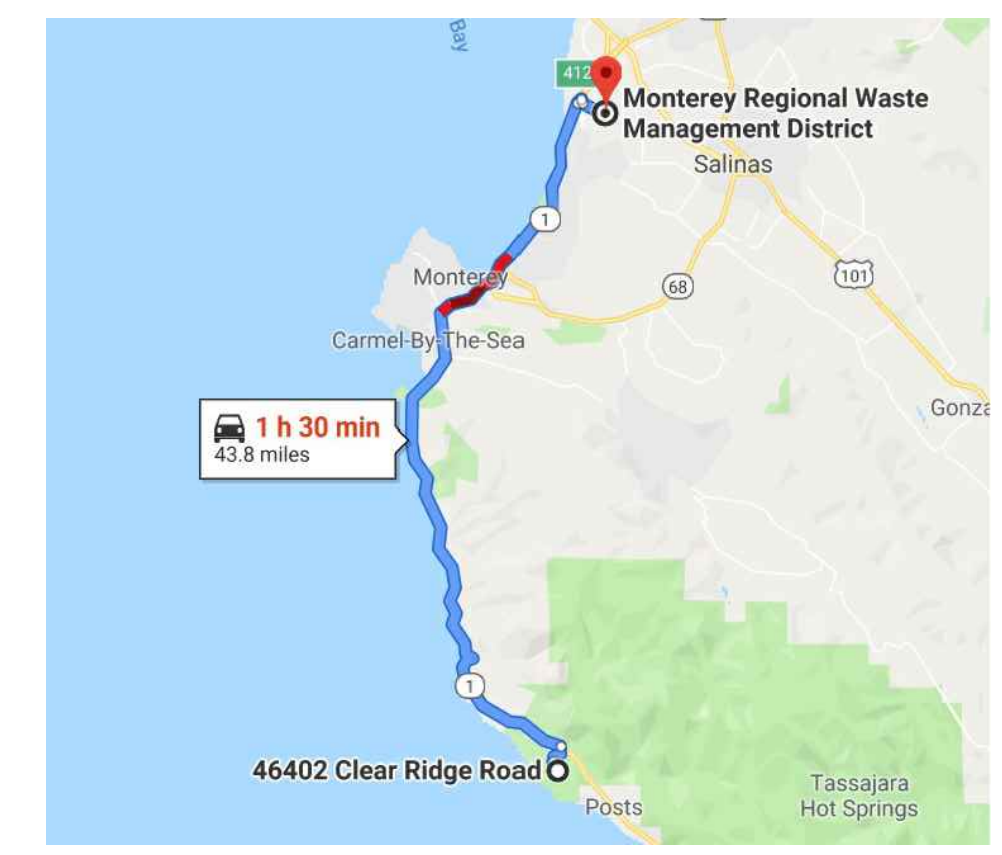 Bay
412
Monterey Regional Waste
Management District
Salinas
1
101
68
Monterey
Carmel-By-The-Sea
Gonza
1 h 30 min
43.8 miles
1
46402 Clear Ridge Road
Tassajara
Hot Springs
Posts